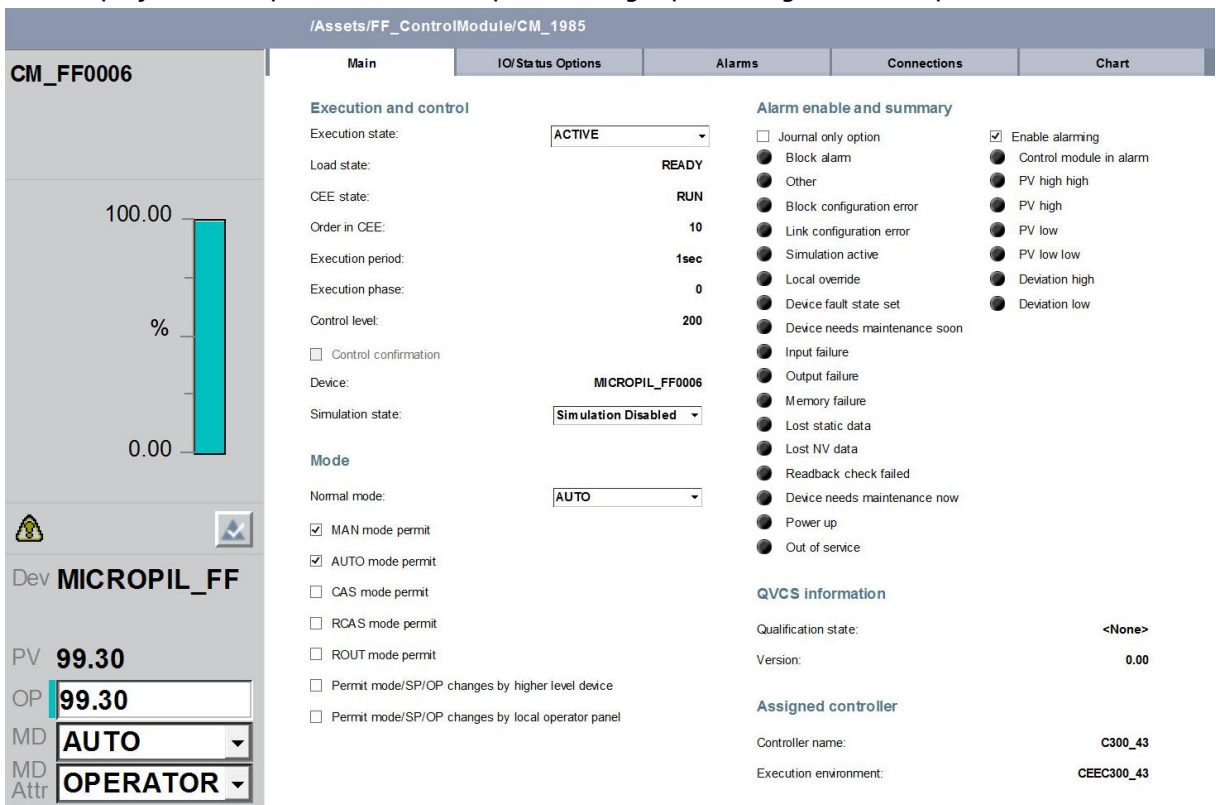 /Assets/FF_ControlModule/CM_1985
CM_FF0006
100.00
%
0.00
Dev MICROPIL_FF
PV 99.30
OP 99.30
MD AUTO
MD Attr OPERATOR
Main
IO/Status Options
Alarms
Connections
Chart
Execution and control
Execution state: ACTIVE
Load state: READY
CEE state: RUN
Order in CEE: 10
Execution period: 1sec
Execution phase: 0
Control level: 200
Control confirmation
Device: MICROPIL_FF0006
Simulation state: Simulation Disabled
Mode
Normal mode: AUTO
MAN mode permit
AUTO mode permit
CAS mode permit
RCAS mode permit
ROUT mode permit
Permit mode/SP/OP changes by higher level device
Permit mode/SP/OP changes by local operator panel
Alarm enable and summary
Journal only option
Block alarm
Other
Block configuration error
Link configuration error
Simulation active
Local override
Device fault state set
Device needs maintenance soon
Input failure
Output failure
Memory failure
Lost static data
Lost NV data
Readback check failed
Device needs maintenance now
Power up
Out of service
Enable alarming
Control module in alarm
PV high high
PV high
PV low
PV low low
Deviation high
Deviation low
QVCS information
Qualification state: <None>
Version: 0.00
Assigned controller
Controller name: C300_43
Execution environment: CEEC300_43